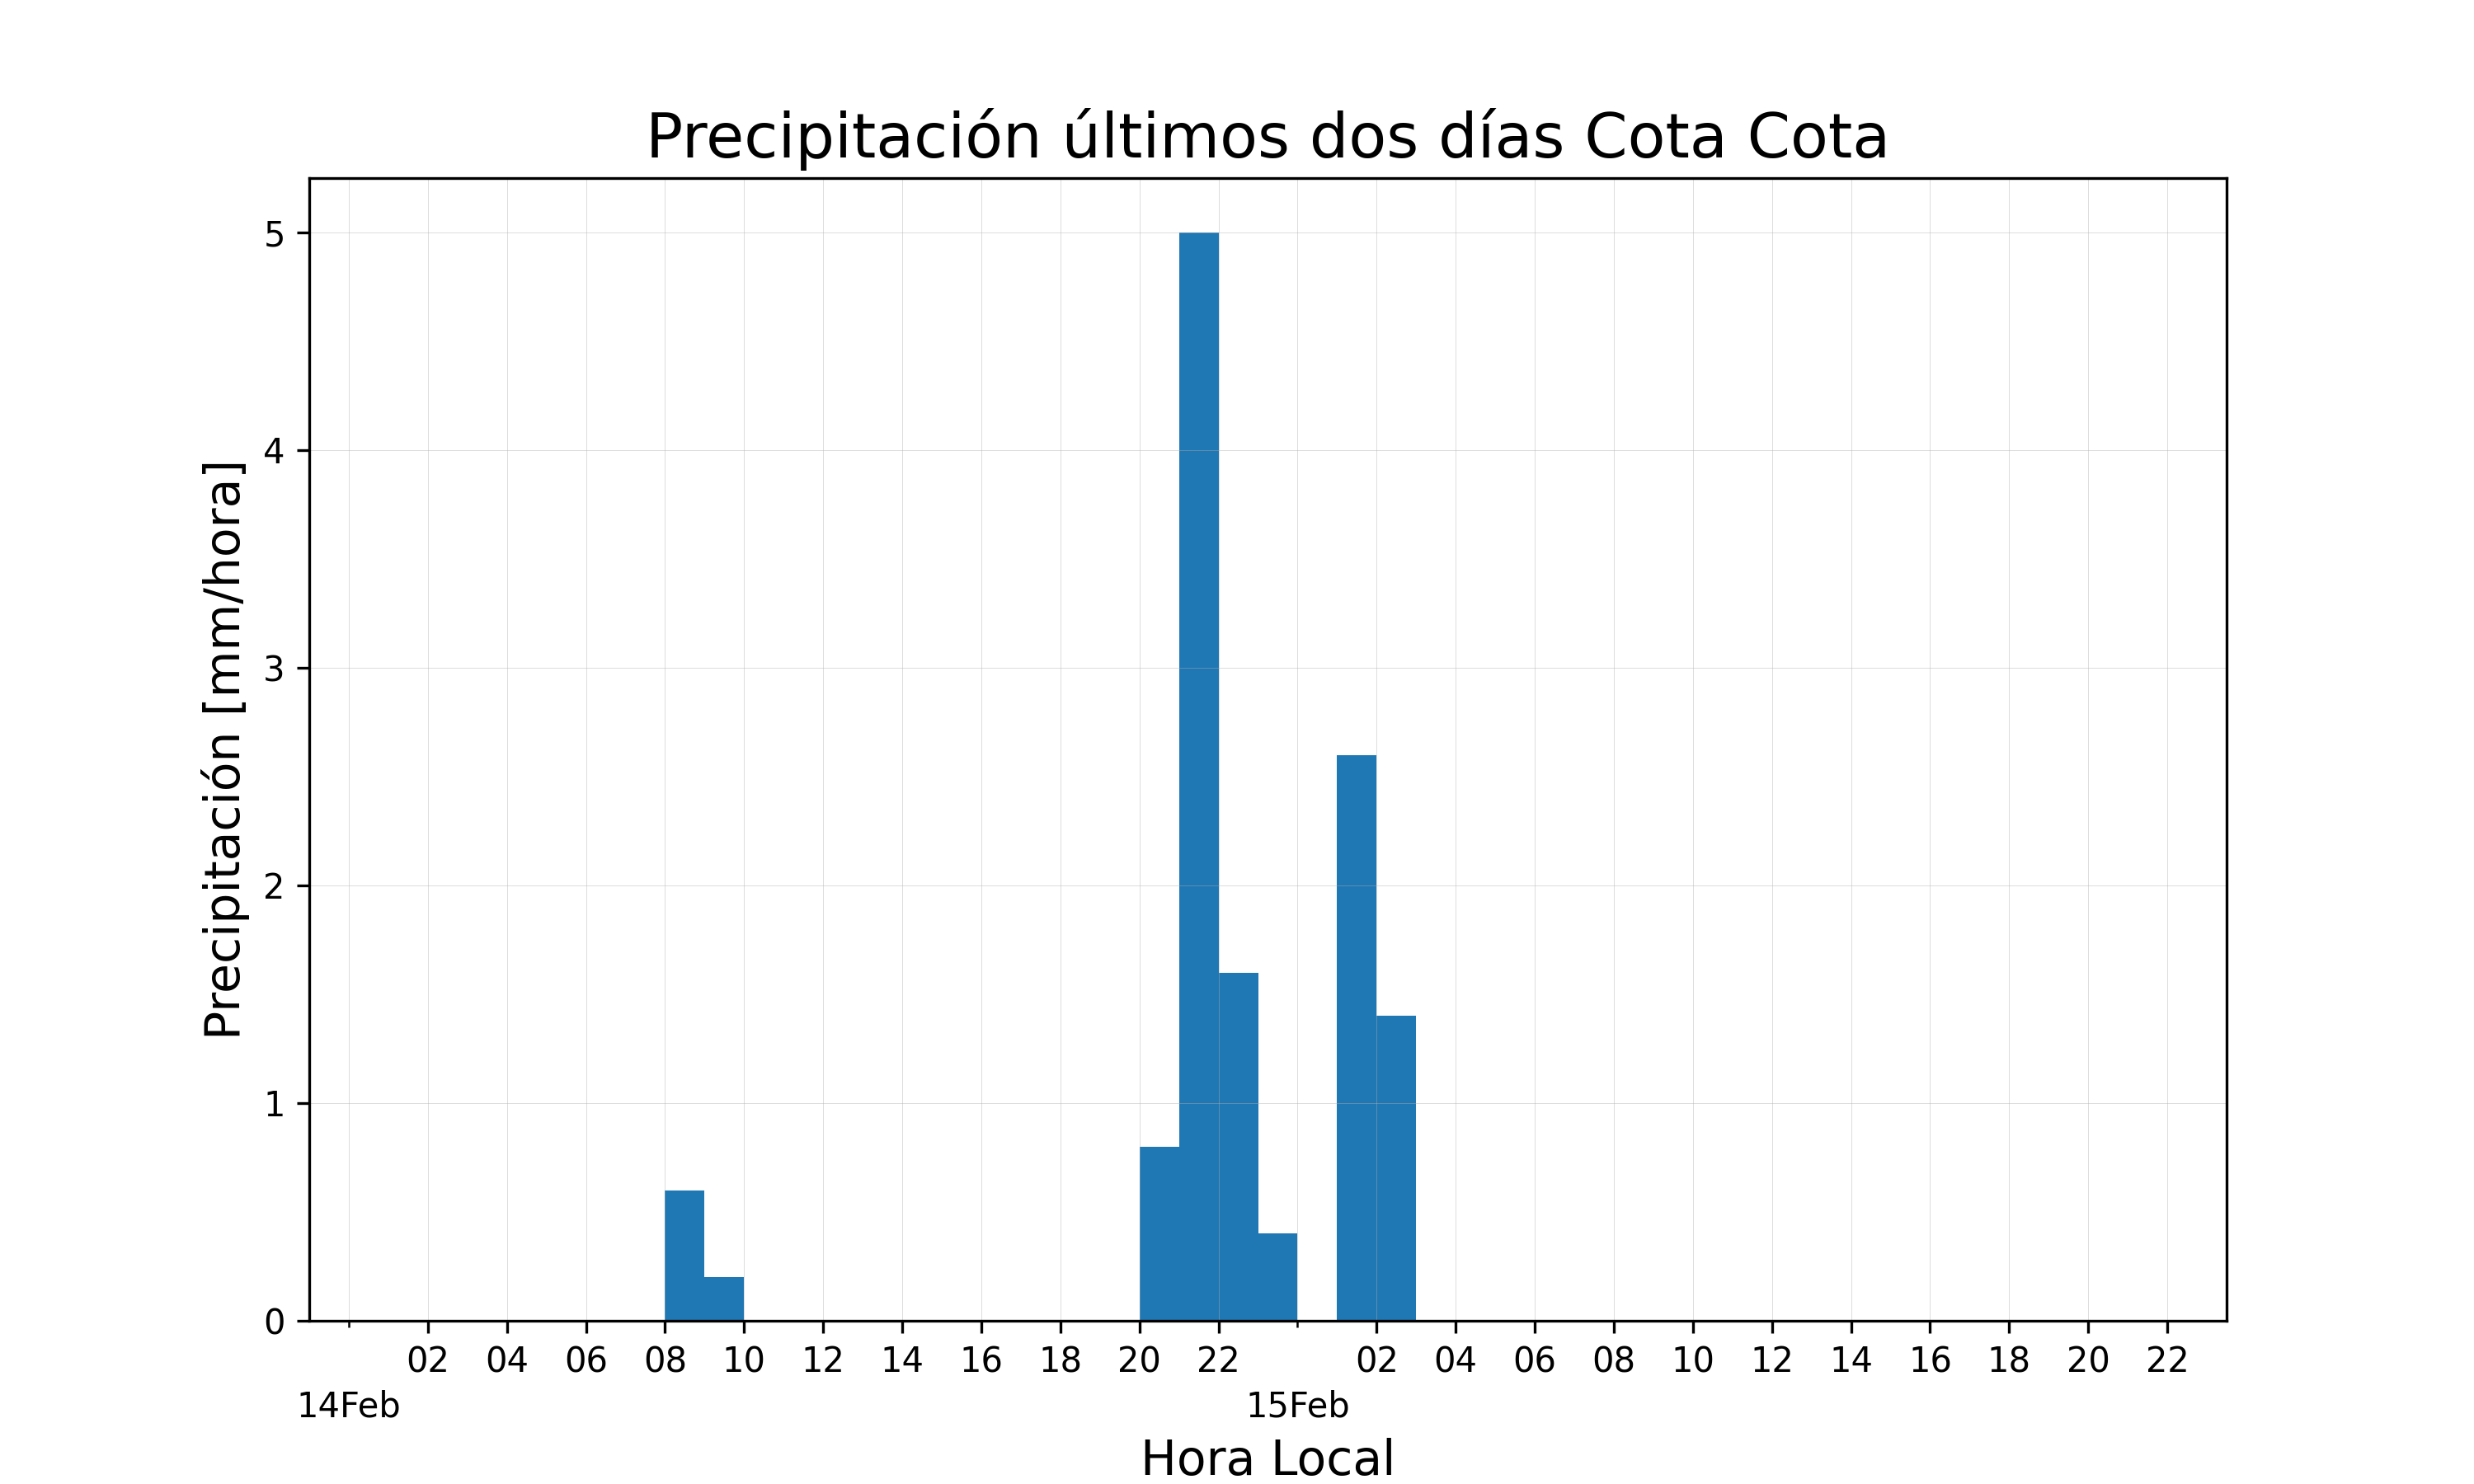 Precipitación últimos dos días Cota Cota
Precipitación [mm/hora]
5
4
3
2
1
0
02 04 06 08 10 12 14 16 18 20 22 02 04 06 08 10 12 14 16 18 20 22
14Feb 15Feb
Hora Local